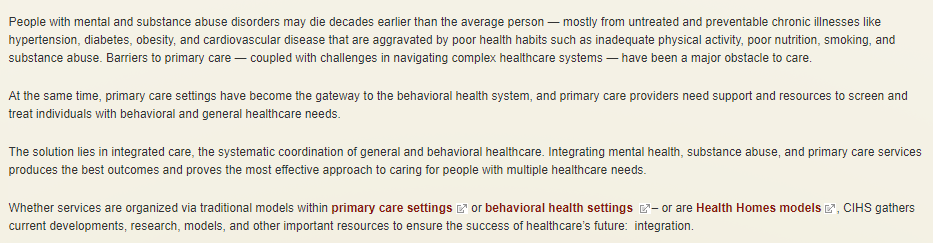 People with mental and substance abuse disorders may die decades earlier than the average person — mostly from untreated and preventable chronic illnesses like
hypertension, diabetes, obesity, and cardiovascular disease that are aggravated by poor health habits such as inadequate physical activity, poor nutrition, smoking, and
substance abuse. Barriers to primary care — coupled with challenges in navigating complex healthcare systems — have been a major obstacle to care.
At the same time, primary care settings have become the gateway to the behavioral health system, and primary care providers need support and resources to screen and
treat individuals with behavioral and general healthcare needs.
The solution lies in integrated care, the systematic coordination of general and behavioral healthcare. Integrating mental health, substance abuse, and primary care services
produces the best outcomes and proves the most effective approach to caring for people with multiple healthcare needs.
Whether services are organized via traditional models within primary care settings or behavioral health settings – or are Health Homes models , CIHS gathers
current developments, research, models, and other important resources to ensure the success of healthcare's future:  integration.